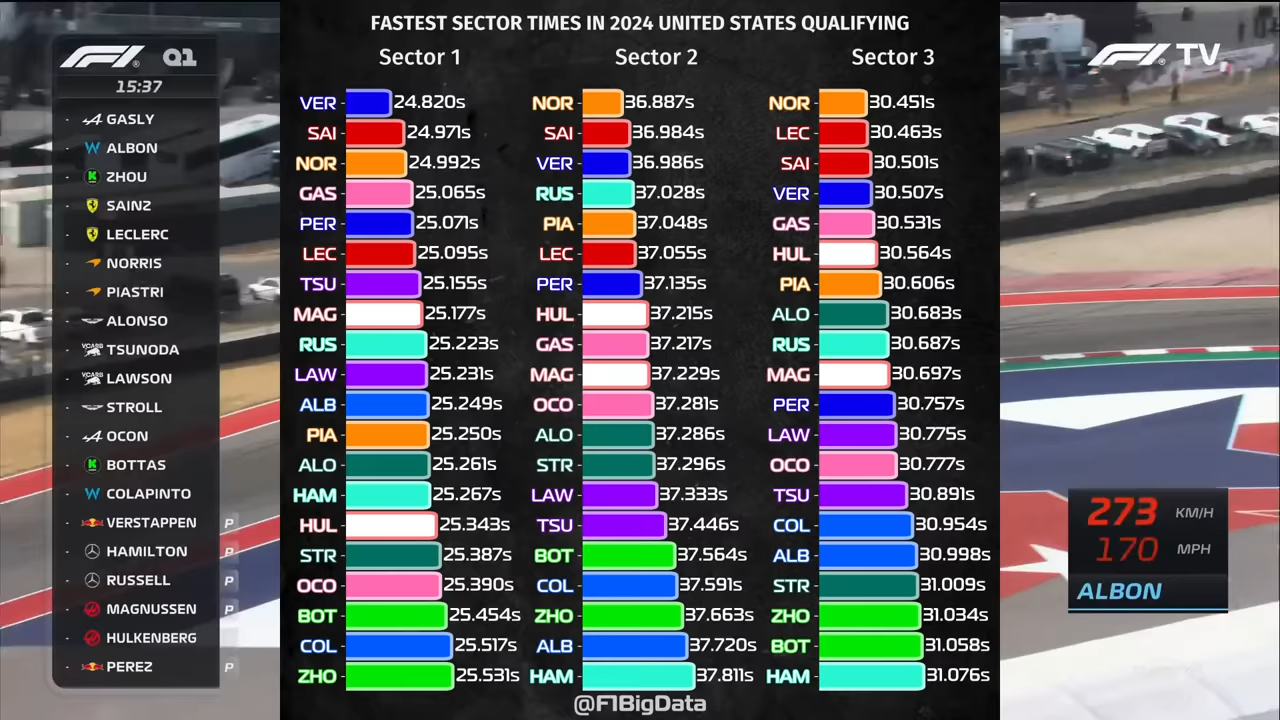 F1 Q1
15:37
- GASLY
- ALBON
- ZHOU
- SAINZ
- LECLERC
- NORRIS
- PIASTRI
- ALONSO
- TSUNODA
- LAWSON
- STROLL
- OCON
- BOTTAS
- COLAPINTO
- VERSTAPPEN P
- HAMILTON P
- RUSSELL P
- MAGNUSSEN P
- HULKENBERG
- PEREZ P
FASTEST SECTOR TIMES IN 2024 UNITED STATES QUALIFYING
Sector 1
VER 24.820s
SAI 24.971s
NOR 24.992s
GAS 25.065s
PER 25.071s
LEC 25.095s
TSU 25.155s
MAG 25.177s
RUS 25.223s
LAW 25.231s
ALB 25.249s
PIA 25.250s
ALO 25.261s
HAM 25.267s
HUL 25.343s
STR 25.387s
OCO 25.390s
BOT 25.454s
COL 25.517s
ZHO 25.531s
Sector 2
NOR 36.887s
SAI 36.984s
VER 36.986s
RUS 37.028s
PIA 37.048s
LEC 37.055s
PER 37.135s
HUL 37.215s
GAS 37.217s
MAG 37.229s
OCO 37.281s
ALO 37.286s
STR 37.296s
LAW 37.333s
TSU 37.446s
BOT 37.564s
COL 37.591s
ZHO 37.663s
ALB 37.720s
HAM 37.811s
Sector 3
NOR 30.451s
LEC 30.463s
SAI 30.501s
VER 30.507s
GAS 30.531s
HUL 30.564s
PIA 30.606s
ALO 30.683s
RUS 30.687s
MAG 30.697s
PER 30.757s
LAW 30.775s
OCO 30.777s
TSU 30.891s
COL 30.954s
ALB 30.998s
STR 31.009s
ZHO 31.034s
BOT 31.058s
HAM 31.076s
@F1BigData
F1 TV
273 KM/H
170 MPH
ALBON